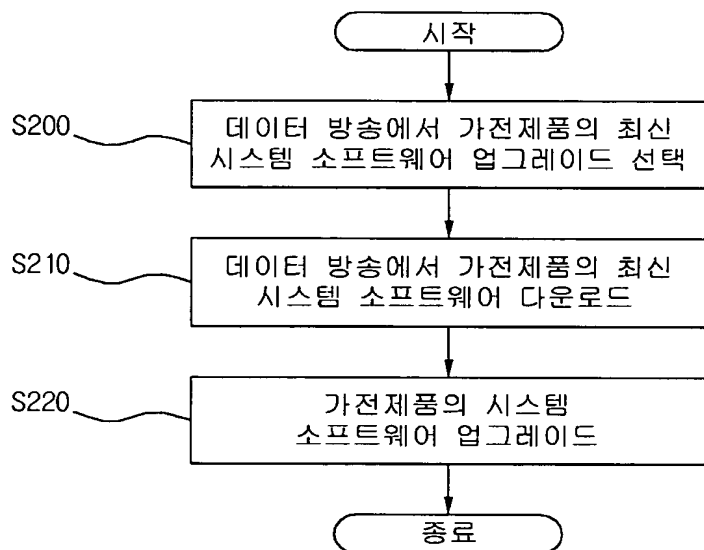 시작
S200
데이터 방송에서 가전제품의 최신
시스템 소프트웨어 업그레이드 선택
S210
데이터 방송에서 가전제품의 최신
시스템 소프트웨어 다운로드
S220
가전제품의 시스템
소프트웨어 업그레이드
종료